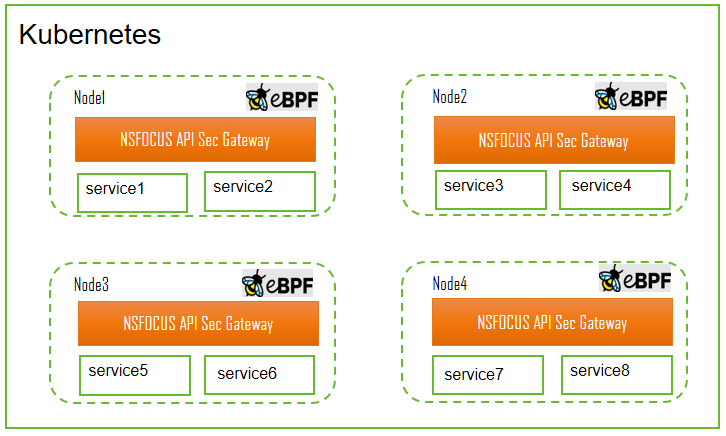 Kubernetes
Node1
eBPF
NSFOCUS API Sec Gateway
service1
service2
Node2
eBPF
NSFOCUS API Sec Gateway
service3
service4
Node3
eBPF
NSFOCUS API Sec Gateway
service5
service6
Node4
eBPF
NSFOCUS API Sec Gateway
service7
service8